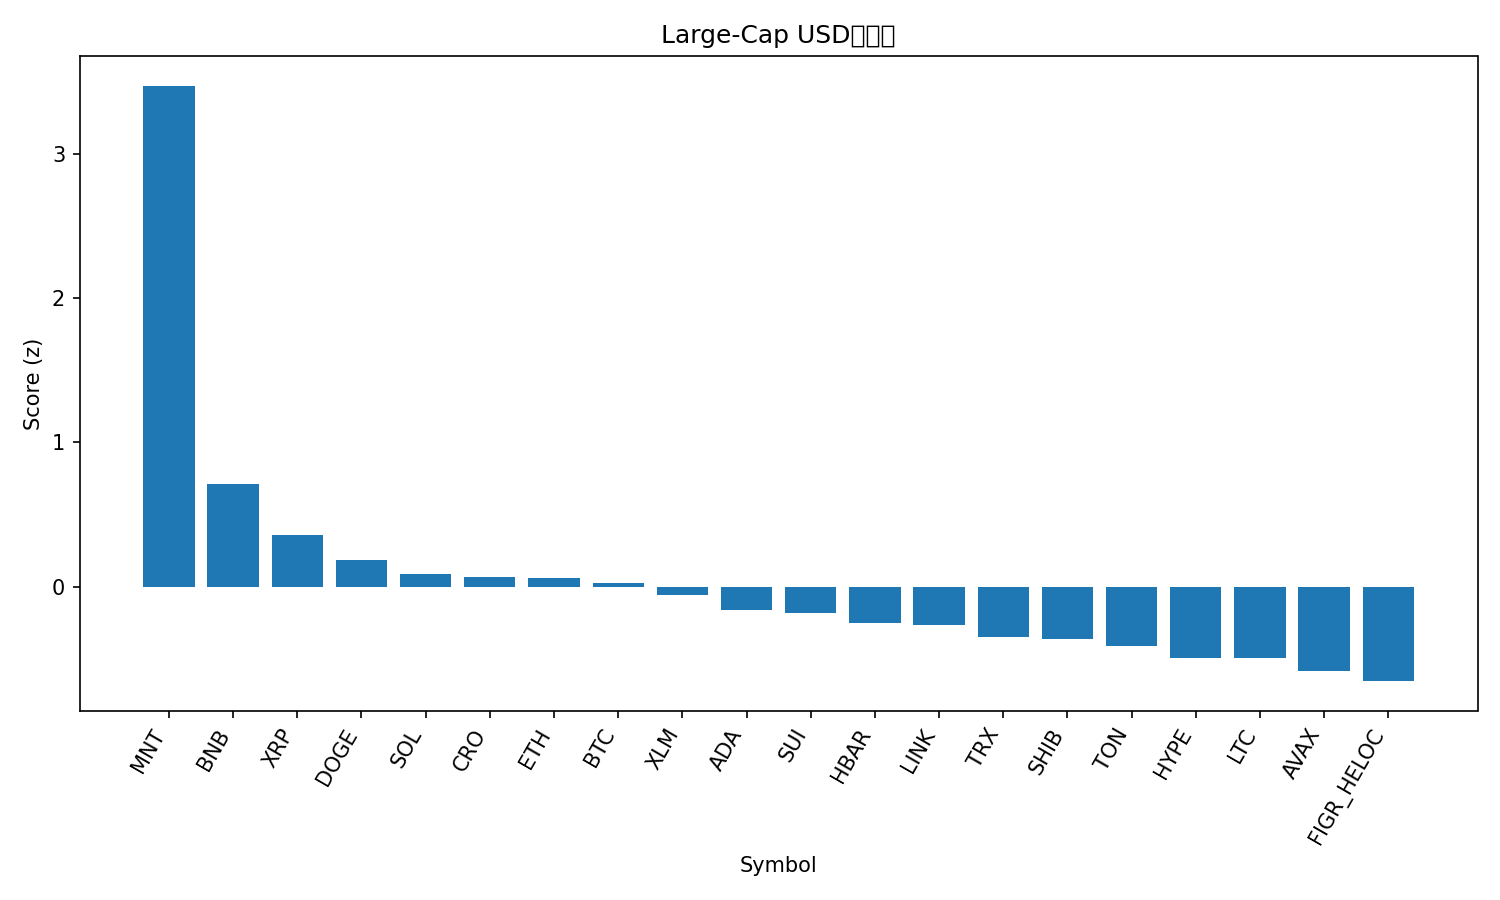 Large-Cap USD
Score (z)
3
2
1
0
MNT
BNB
XRP
DOGE
SOL
CRO
ETH
BTC
XLM
ADA
SUI
HBAR
LINK
TRX
SHIB
TON
HYPE
LTC
AVAX
FIGR_HELOC
Symbol